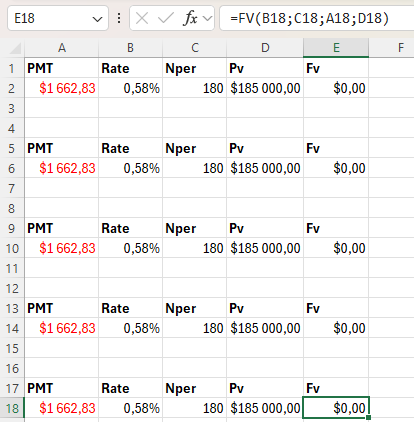 E18 fx =FV(B18;C18;A18;D18)
A B C D E F
1 PMT Rate Nper Pv Fv
2 $1 662,83 0,58% 180 $185 000,00 $0,00
3
4
5 PMT Rate Nper Pv Fv
6 $1 662,83 0,58% 180 $185 000,00 $0,00
7
8
9 PMT Rate Nper Pv Fv
10 $1 662,83 0,58% 180 $185 000,00 $0,00
11
12
13 PMT Rate Nper Pv Fv
14 $1 662,83 0,58% 180 $185 000,00 $0,00
15
16
17 PMT Rate Nper Pv Fv
18 $1 662,83 0,58% 180 $185 000,00 $0,00